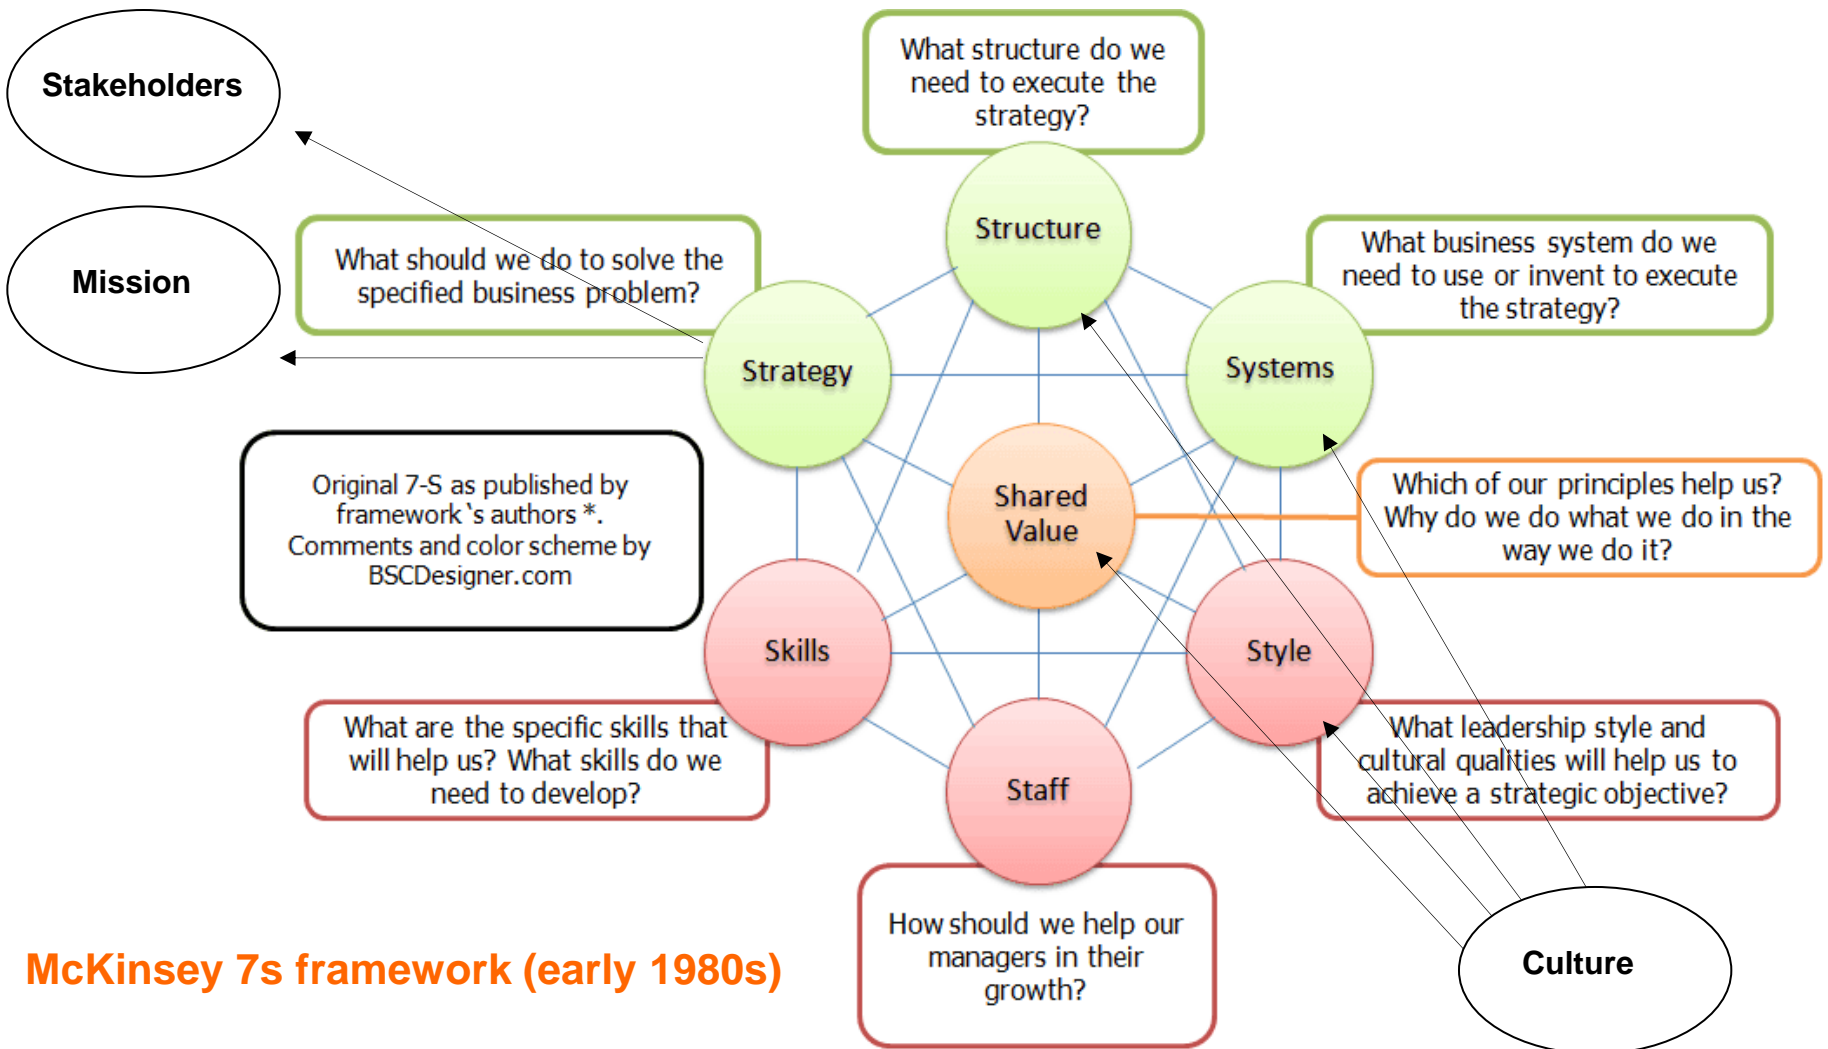 Stakeholders
What structure do we
need to execute the
strategy?
Structure
Mission
What should we do to solve the
specified business problem?
What business system do we
need to use or invent to execute
the strategy?
Strategy
Systems
Original 7-S as published by
framework`s authors *.
Comments and color scheme by
BSCDesigner.com
Shared
Value
Which of our principles help us?
Why do we do what we do in the
way we do it?
Skills
Style
What are the specific skills that
will help us? What skills do we
need to develop?
Staff
What leadership style and
cultural qualities will help us to
achieve a strategic objective?
How should we help our
managers in their
growth?
McKinsey 7s framework (early 1980s)
Culture